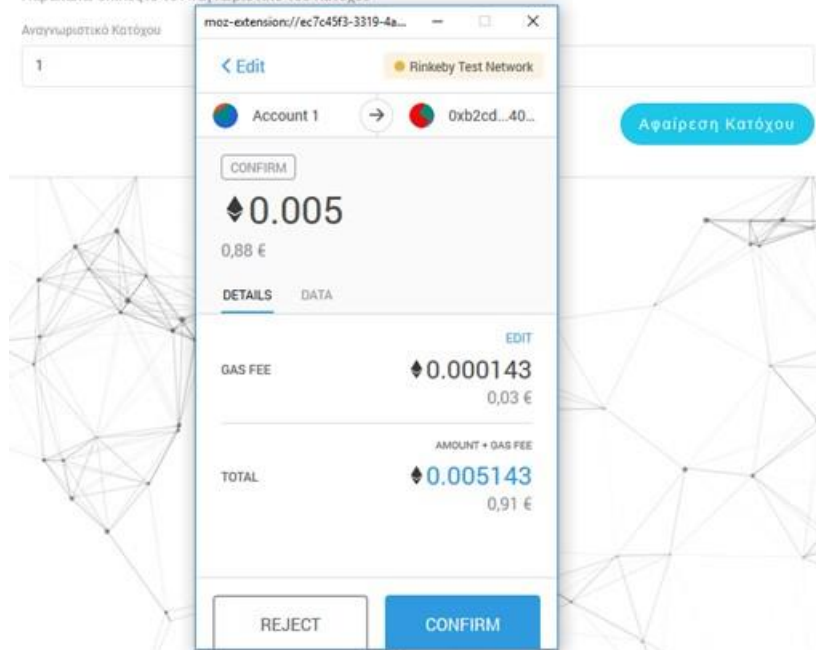 Αναγνωριστικό Κατόχου
1
Αφαίρεση Κατόχου
moz-extension://ec7c45f3-3319-4a...
< Edit
Rinkeby Test Network
Account 1
0xb2cd...40...
CONFIRM
0.005
0,88 €
DETAILS DATA
EDIT
GAS FEE
0.000143
0,03 €
AMOUNT + GAS FEE
TOTAL
0.005143
0,91 €
REJECT
CONFIRM